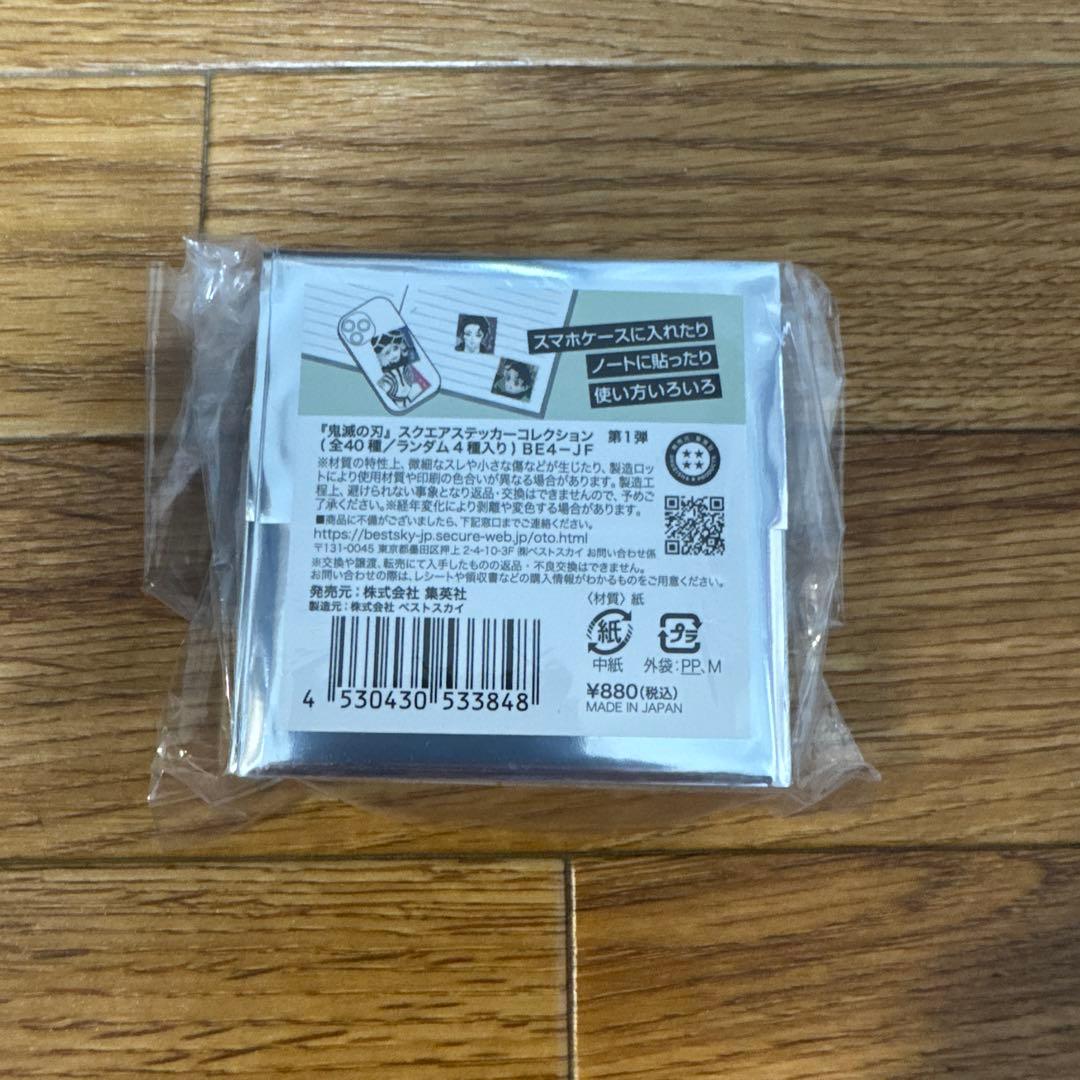 スマホケースに入れたり
ノートに貼ったり
使い方いろいろ
『鬼滅の刃』 スクエアステッカーコレクション 第1弾
(全40種/ランダム4種入り) BE4-JF
※材質の特性上、微細なスレや小さな傷などが生じたり、製造ロッ
トにより使用材質や印刷の色合いが異なる場合があります。製造工
程上、避けられない事象となり返品・交換はできませんので、予めご
了承ください。※経年変化により剥離や変色する場合があります。
■商品に不備がございましたら、下記窓口までご連絡ください。
https://bestsky-jp.secure-web.jp/oto.html
〒131-0045 東京都墨田区押上 2-4-10-3F ㈱ベストスカイ お問い合わせ係
※交換や譲渡、転売にて入手したものの返品・不良交換はできません。
お問い合わせの際は、レシートや領収書などの購入情報がわかるものをご用意ください。
発売元:株式会社 集英社
製造元:株式会社 ベストスカイ
〈材質〉紙
紙
プラ
中紙 外袋:PP、M
4 530430 533848
¥880(税込)
MADE IN JAPAN